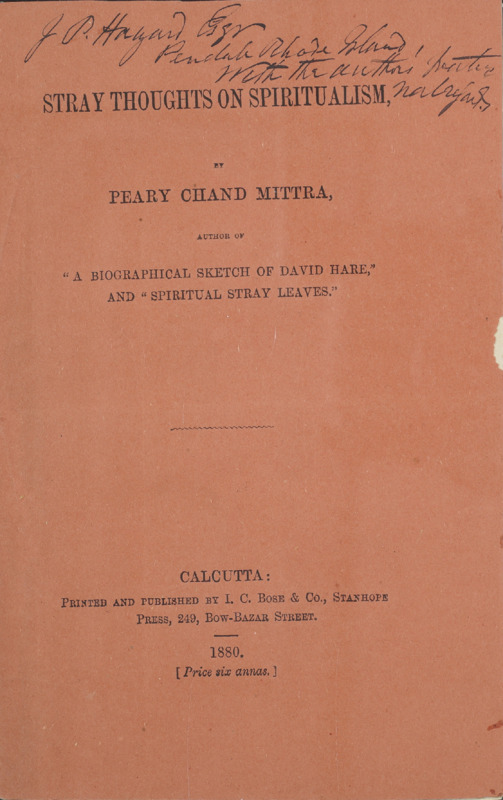 J. P. Hazard Esqr
Rhode Island,
With the authors
STRAY THOUGHTS ON SPIRITUALISM,
BY
PEARY CHAND MITTRA,
AUTHOR OF
"A BIOGRAPHICAL SKETCH OF DAVID HARE,"
AND "SPIRITUAL STRAY LEAVES."
CALCUTTA:
PRINTED AND PUBLISHED BY I. C. BOSE & CO., STANHOPE
PRESS, 249, BOW-BAZAR STREET.
1880.
[Price six annas.]